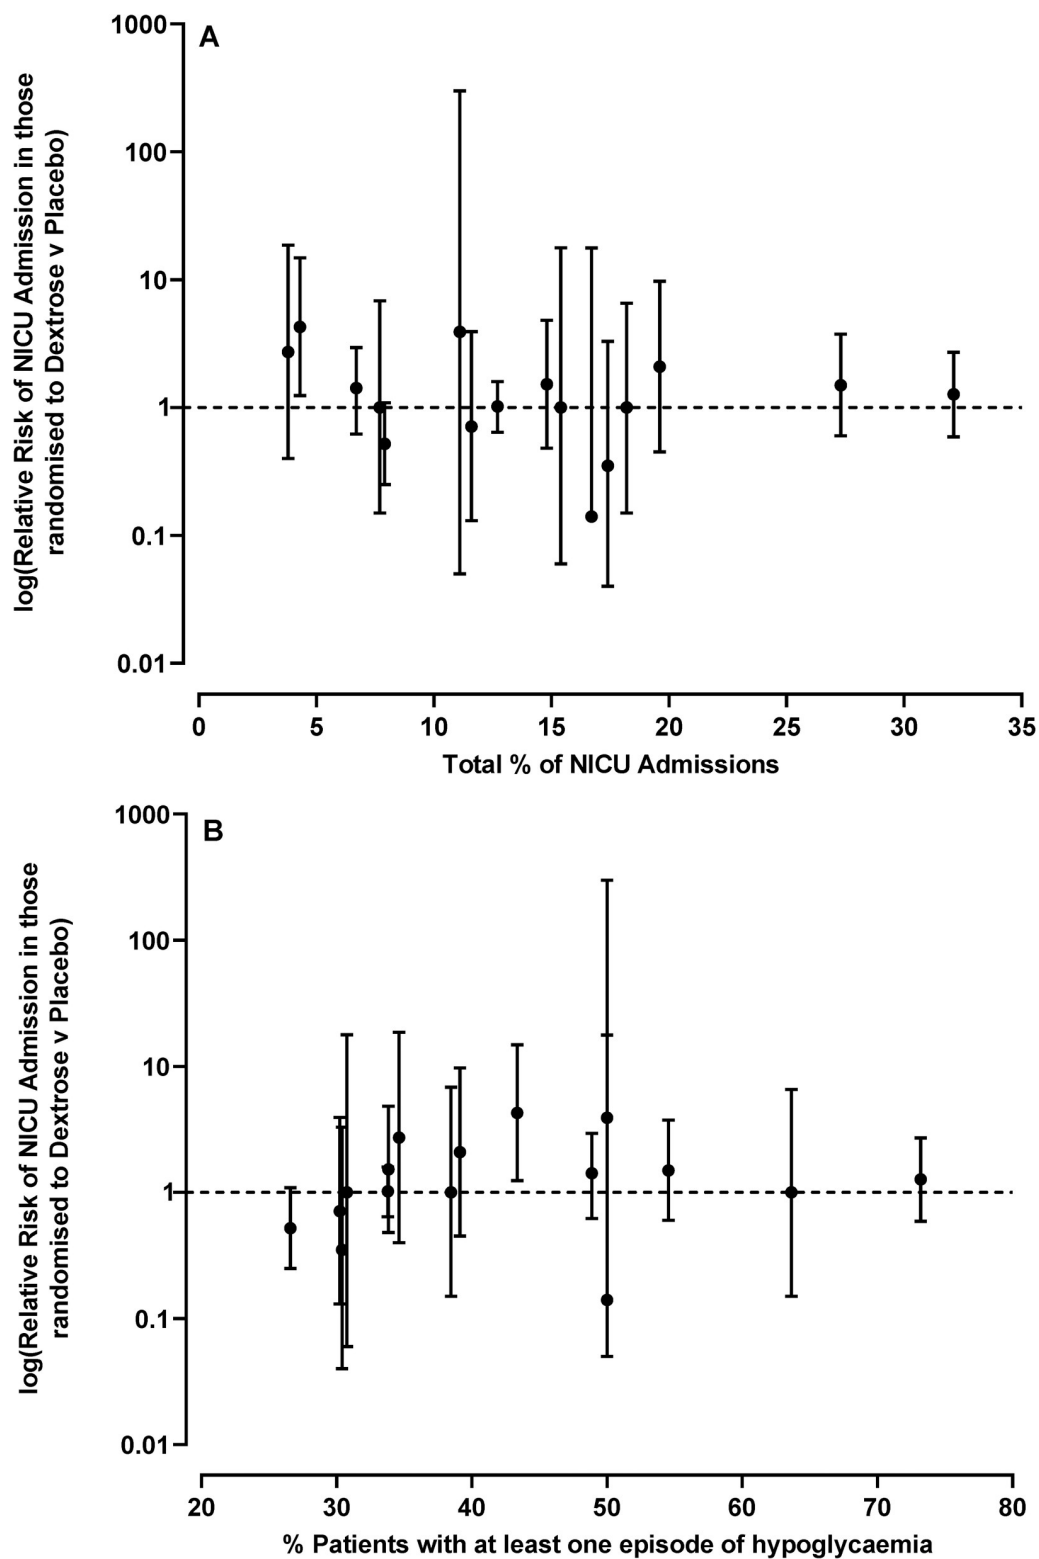 A
log(Relative Risk of NICU Admission in those
randomised to Dextrose v Placebo)
1000
100
10
1
0.1
0.01
0 5 10 15 20 25 30 35
Total % of NICU Admissions
B
log(Relative Risk of NICU Admission in those
randomised to Dextrose v Placebo)
1000
100
10
1
0.1
0.01
20 30 40 50 60 70 80
% Patients with at least one episode of hypoglycaemia